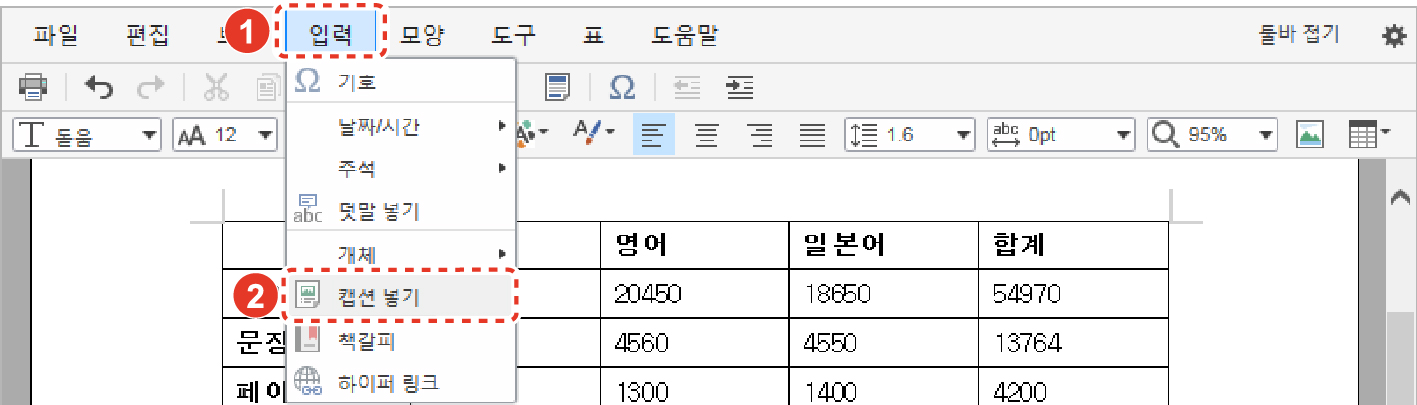 파일 편집 1 입력 모양 도구 표 도움말 툴바 접기
Ω 기호 Ω
돋움 AA 12 날짜/시간 A 1.6 abc 0pt 95%
주석
abc 덧말 넣기
개체 영어 일본어 합계
2 캡션 넣기 20450 18650 54970
문장 책갈피 4560 4550 13764
페이 하이퍼 링크 1300 1400 4200